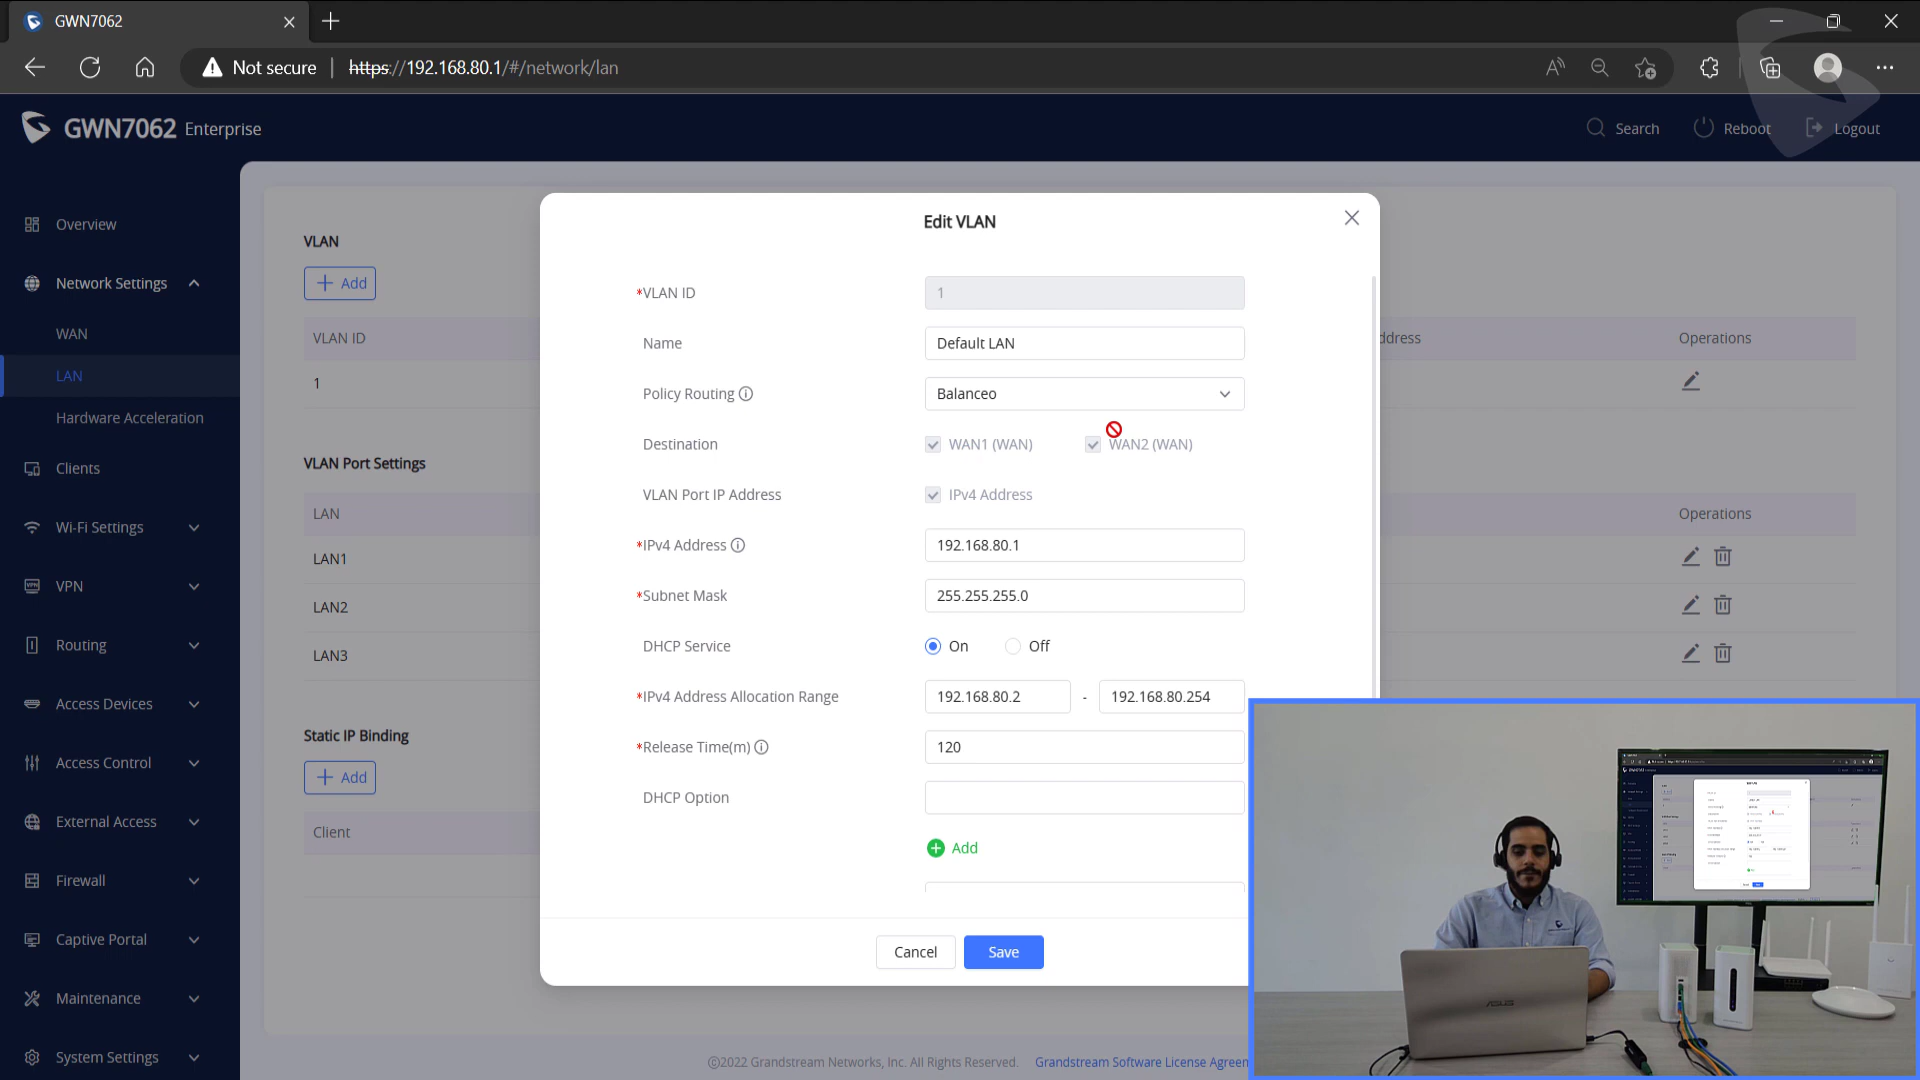 GWN7062
Not secure
https://192.168.80.1/#/network/lan
GWN7062 Enterprise
Search
Reboot
Logout
Overview
Network Settings
WAN
LAN
Hardware Acceleration
Clients
Wi-Fi Settings
VPN
Routing
Access Devices
Access Control
External Access
Firewall
Captive Portal
Maintenance
System Settings
VLAN
Add
VLAN ID
ddress
Operations
1
VLAN Port Settings
LAN
Operations
LAN1
LAN2
LAN3
Static IP Binding
Add
Client
Edit VLAN
*VLAN ID
1
Name
Default LAN
Policy Routing
Balanceo
Destination
WAN1 (WAN)
WAN2 (WAN)
VLAN Port IP Address
IPv4 Address
*IPv4 Address
192.168.80.1
*Subnet Mask
255.255.255.0
DHCP Service
On
Off
*IPv4 Address Allocation Range
192.168.80.2 - 192.168.80.254
*Release Time(m)
120
DHCP Option
Add
Cancel
Save
©2022 Grandstream Networks, Inc. All Rights Reserved.
Grandstream Software License Agreen
ASUS